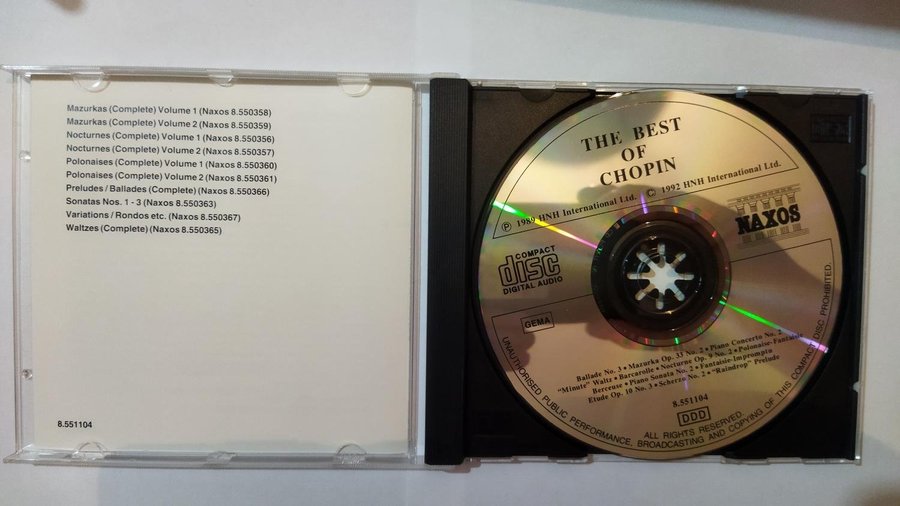 Mazurkas (Complete) Volume 1 (Naxos 8.550358)
Mazurkas (Complete) Volume 2 (Naxos 8.550359)
Nocturnes (Complete) Volume 1 (Naxos 8.550356)
Nocturnes (Complete) Volume 2 (Naxos 8.550357)
Polonaises (Complete) Volume 1 (Naxos 8.550360)
Polonaises (Complete) Volume 2 (Naxos 8.550361)
Preludes / Ballades (Complete) (Naxos 8.550366)
Sonatas Nos. 1 - 3 (Naxos 8.550363)
Variations / Rondos etc. (Naxos 8.550367)
Waltzes (Complete) (Naxos 8.550365)
8.551104
THE BEST
OF
CHOPIN
Ⓟ 1989 HNH International Ltd. © 1992 HNH International Ltd.
NAXOS
COMPACT
disc
DIGITAL AUDIO
GEMA
Ballade No. 3 • Mazurka Op. 33 No. 2 • Piano Concerto No. 2
"Minute" Waltz • Barcarolle • Nocturne Op. 9 No. 2 • Polonaise-Fantaisie
Berceuse • Piano Sonata No. 2 • Fantaisie-Impromptu
Etude Op. 10 No. 3 • Scherzo No. 2 • "Raindrop" Prelude
8.551104
DDD
ALL RIGHTS RESERVED.
UNAUTHORISED PUBLIC PERFORMANCE, BROADCASTING AND COPYING OF THIS COMPACT DISC PROHIBITED.